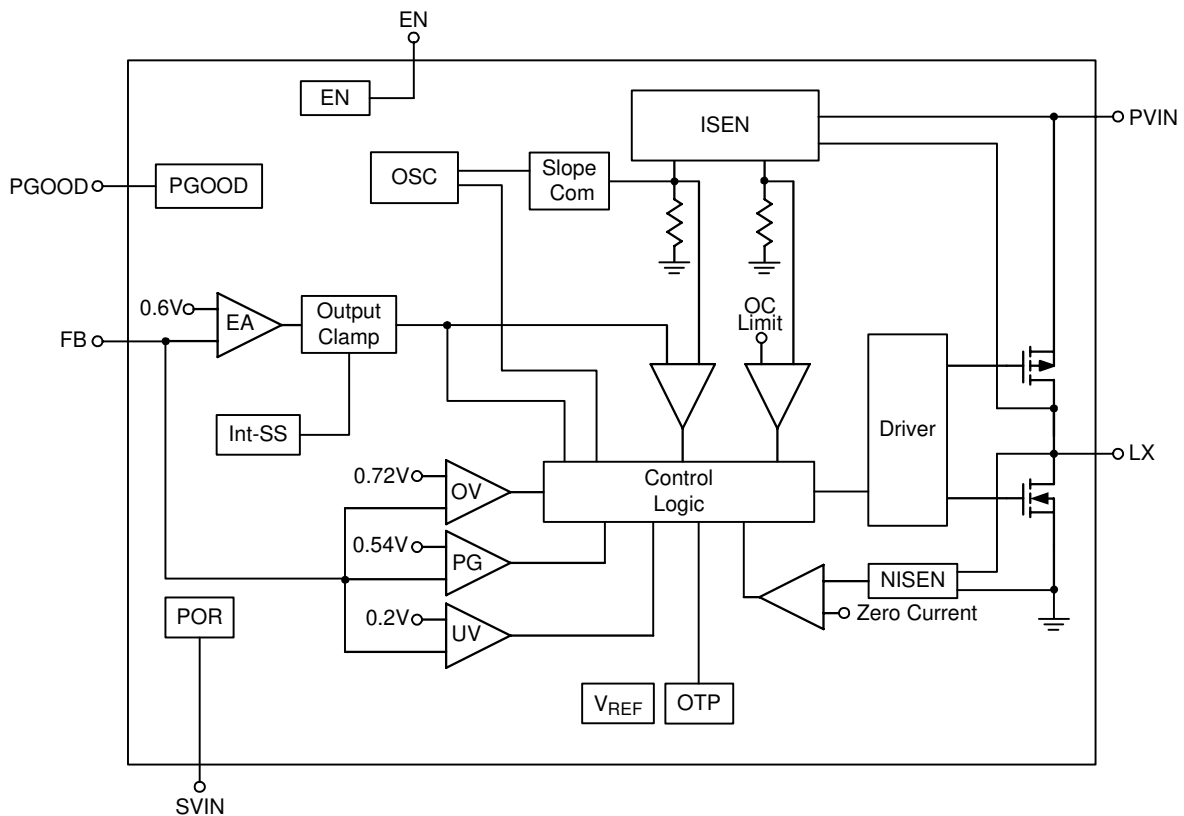 EN
EN
ISEN
PVIN
PGOOD
PGOOD
OSC
Slope
Com
0.6V
EA
Output
Clamp
OC
Limit
FB
Int-SS
Driver
LX
0.72V
OV
Control
Logic
0.54V
PG
NISEN
Zero Current
POR
0.2V
UV
VREF
OTP
SVIN